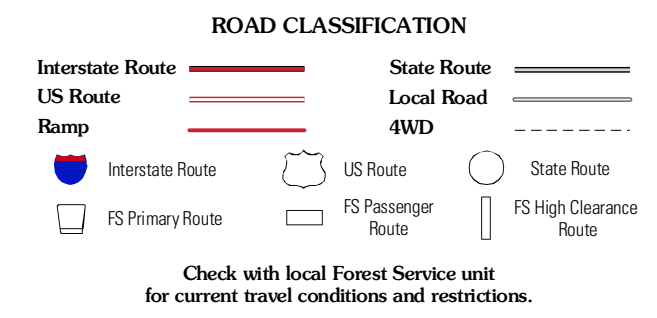 ROAD CLASSIFICATION
Interstate Route
State Route
US Route
Local Road
Ramp
4WD
Interstate Route
US Route
State Route
FS Primary Route
FS Passenger
Route
FS High Clearance
Route
Check with local Forest Service unit
for current travel conditions and restrictions.